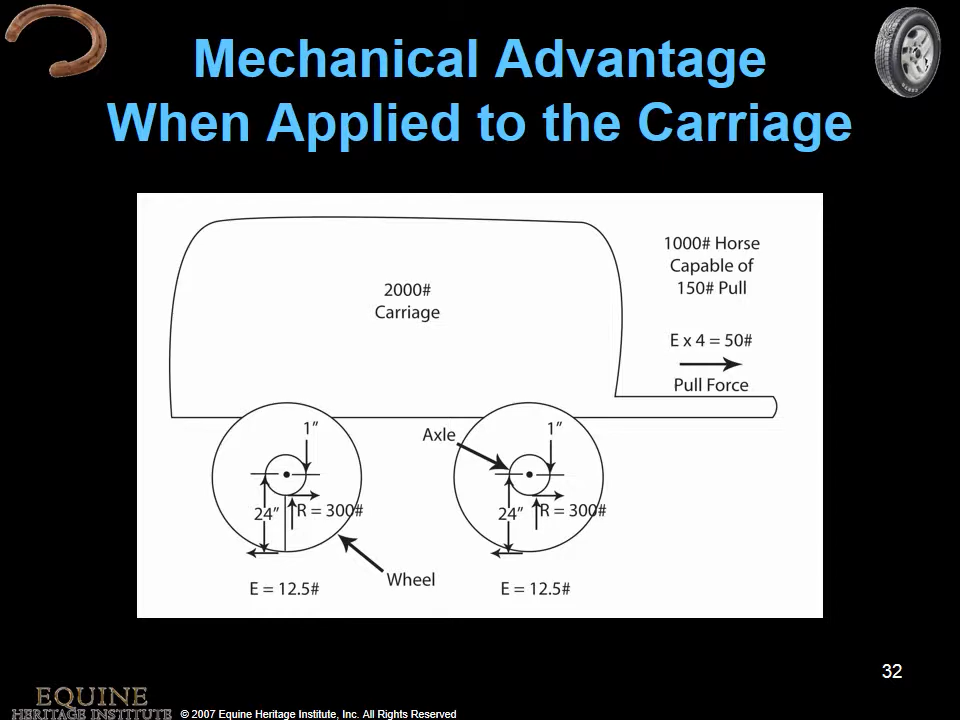 Mechanical Advantage
When Applied to the Carriage
2000#
Carriage
1000# Horse
Capable of
150# Pull
E x 4 = 50#
Pull Force
1”
Axle
1”
24”
R = 300#
24”
R = 300#
Wheel
E = 12.5#
E = 12.5#
32
EQUINE
HERITAGE INSTITUTE
© 2007 Equine Heritage Institute, Inc. All Rights Reserved